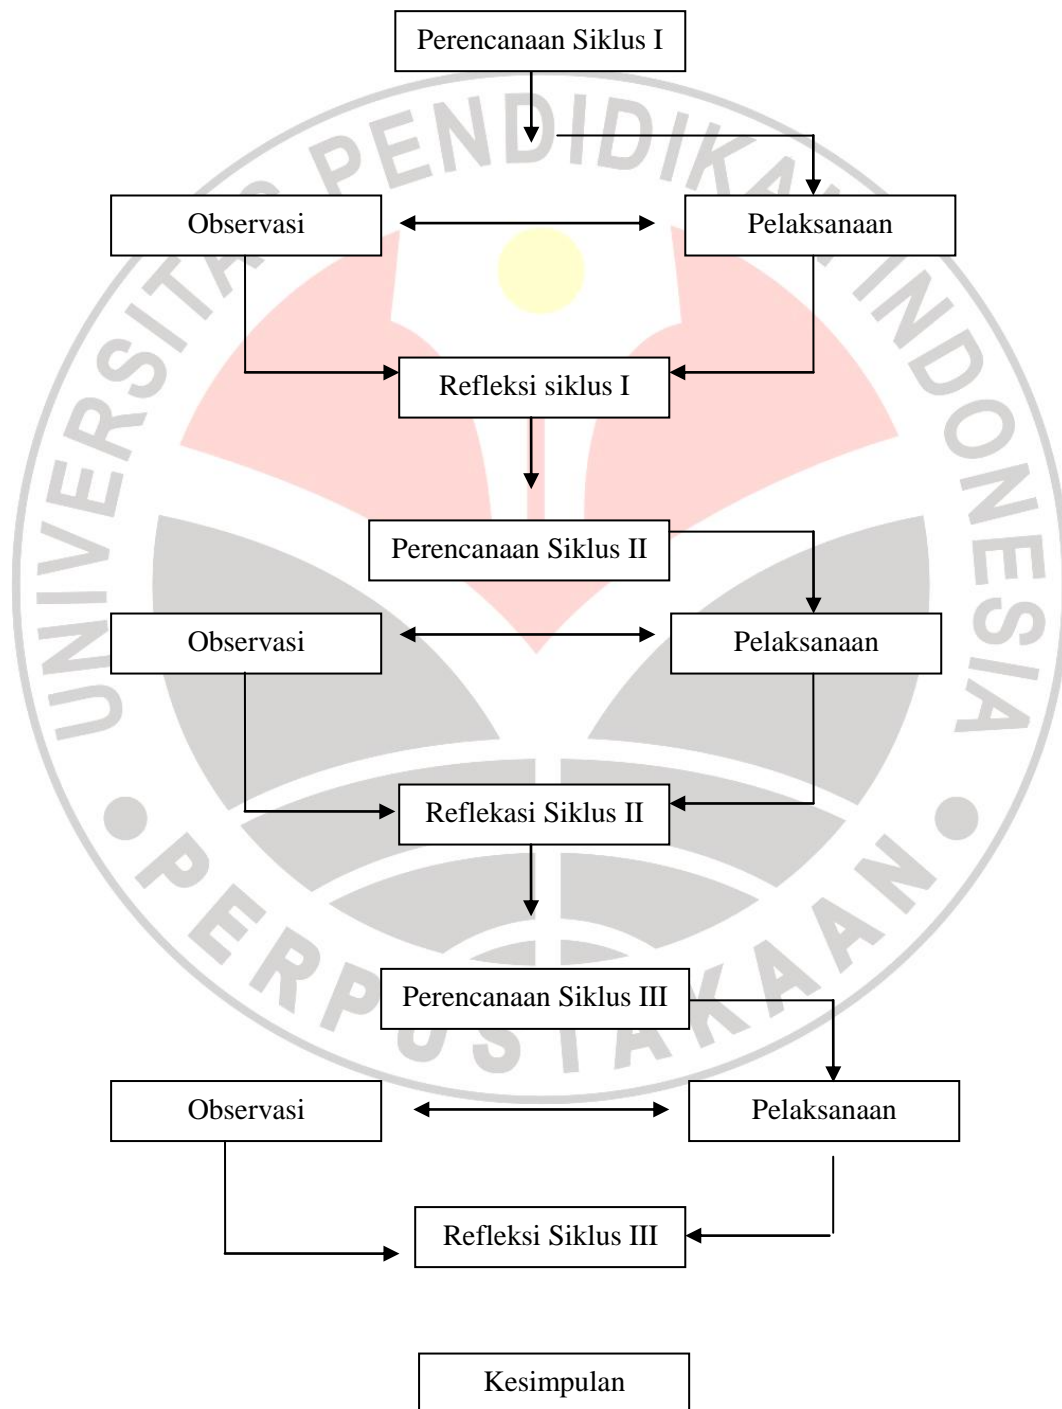 Perencanaan Siklus I
UNIVERSITAS PENDIDIKAN INDONESIA
Observasi
Pelaksanaan
Refleksi siklus I
Perencanaan Siklus II
Observasi
Pelaksanaan
Reflekasi Siklus II
PERPUSTAKAAN
Perencanaan Siklus III
Observasi
Pelaksanaan
Refleksi Siklus III
Kesimpulan